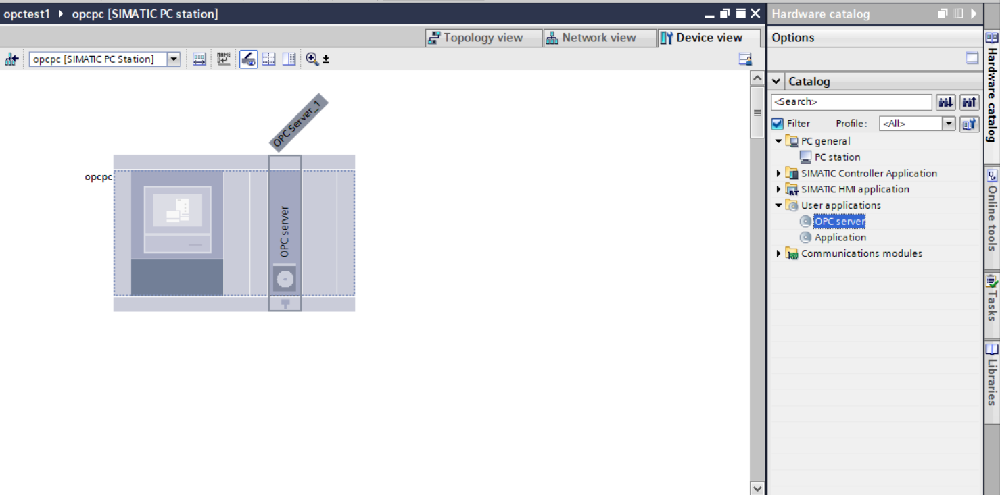 opctest1 ▸ opcpc [SIMATIC PC station]
Hardware catalog
Topology view
Network view
Device view
Options
opcpc [SIMATIC PC Station]
NAME
Catalog
<Search>
Filter
Profile:
<All>
PC general
PC station
SIMATIC Controller Application
SIMATIC HMI application
RT
User applications
OPC server
Application
Communications modules
OPC Server_1
opcpc
OPC server
Hardware catalog
Online tools
Tasks
Libraries